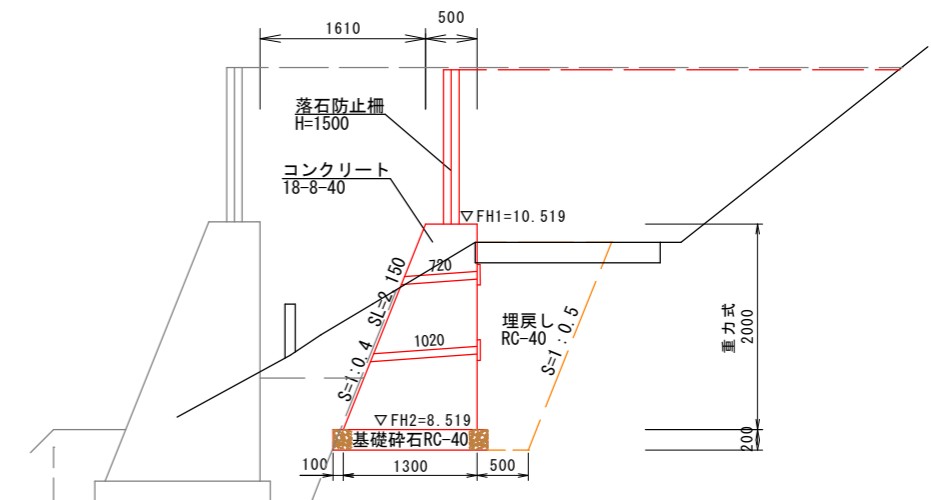 1610
500
落石防止柵
H=1500
コンクリート
18-8-40
▽FH1=10.519
720
SL=2.150
1020
S=1:0.4
埋戻し
RC-40
S=1:0.5
重力式
2000
▽FH2=8.519
基礎砕石RC-40
200
100
1300
500